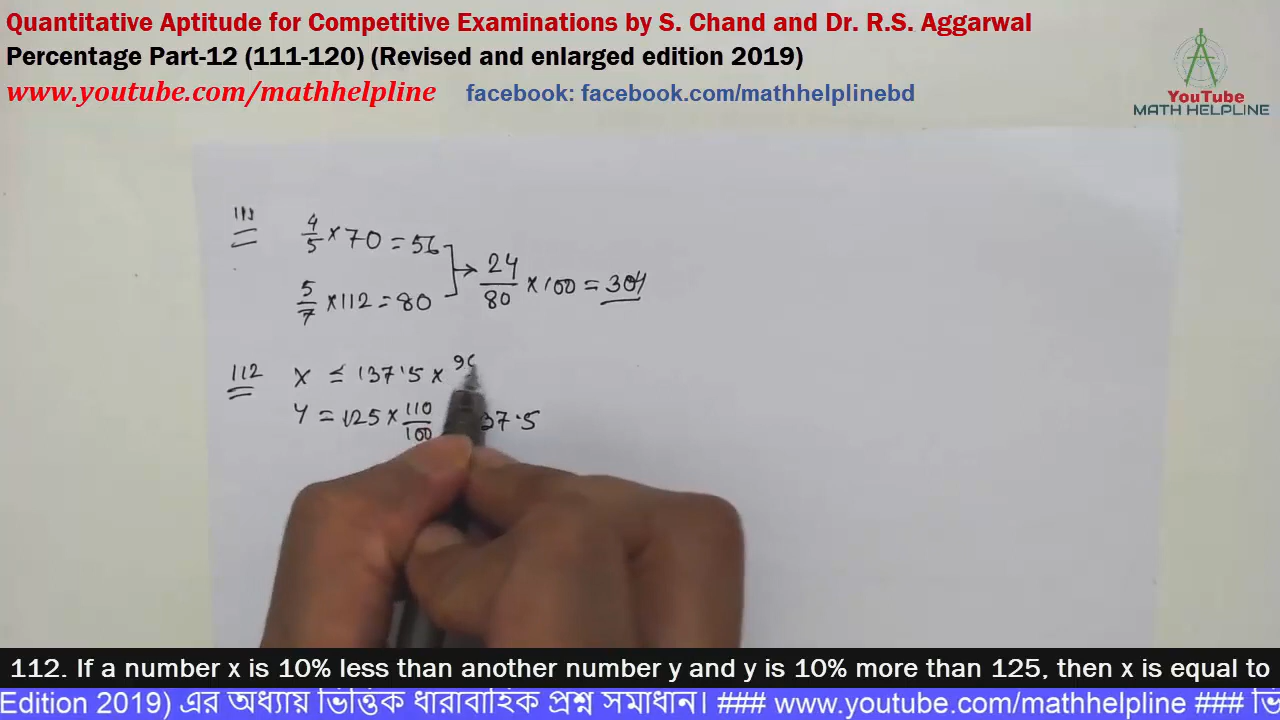 Quantitative Aptitude for Competitive Examinations by S. Chand and Dr. R.S. Aggarwal
Percentage Part-12 (111-120) (Revised and enlarged edition 2019)
www.youtube.com/mathhelpline facebook: facebook.com/mathhelplinebd
YouTube
MATH HELPLINE
111 4/5 × 70 = 56
5/7 × 112 = 80
24/80 × 100 = 30%
112 x = 137.5 ×
y = 125 × 110/100 37.5
112. If a number x is 10% less than another number y and y is 10% more than 125, then x is equal to
Edition 2019) এর অধ্যায় ভিত্তিক ধারাবাহিক প্রশ্ন সমাধান। ### www.youtube.com/mathhelpline ###